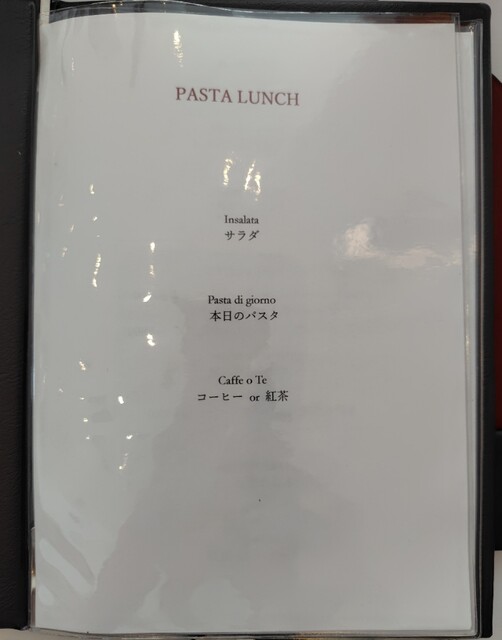 PASTA LUNCH
Insalata
サラダ
Pasta di giorno
本日のパスタ
Caffe o Te
コーヒー or 紅茶